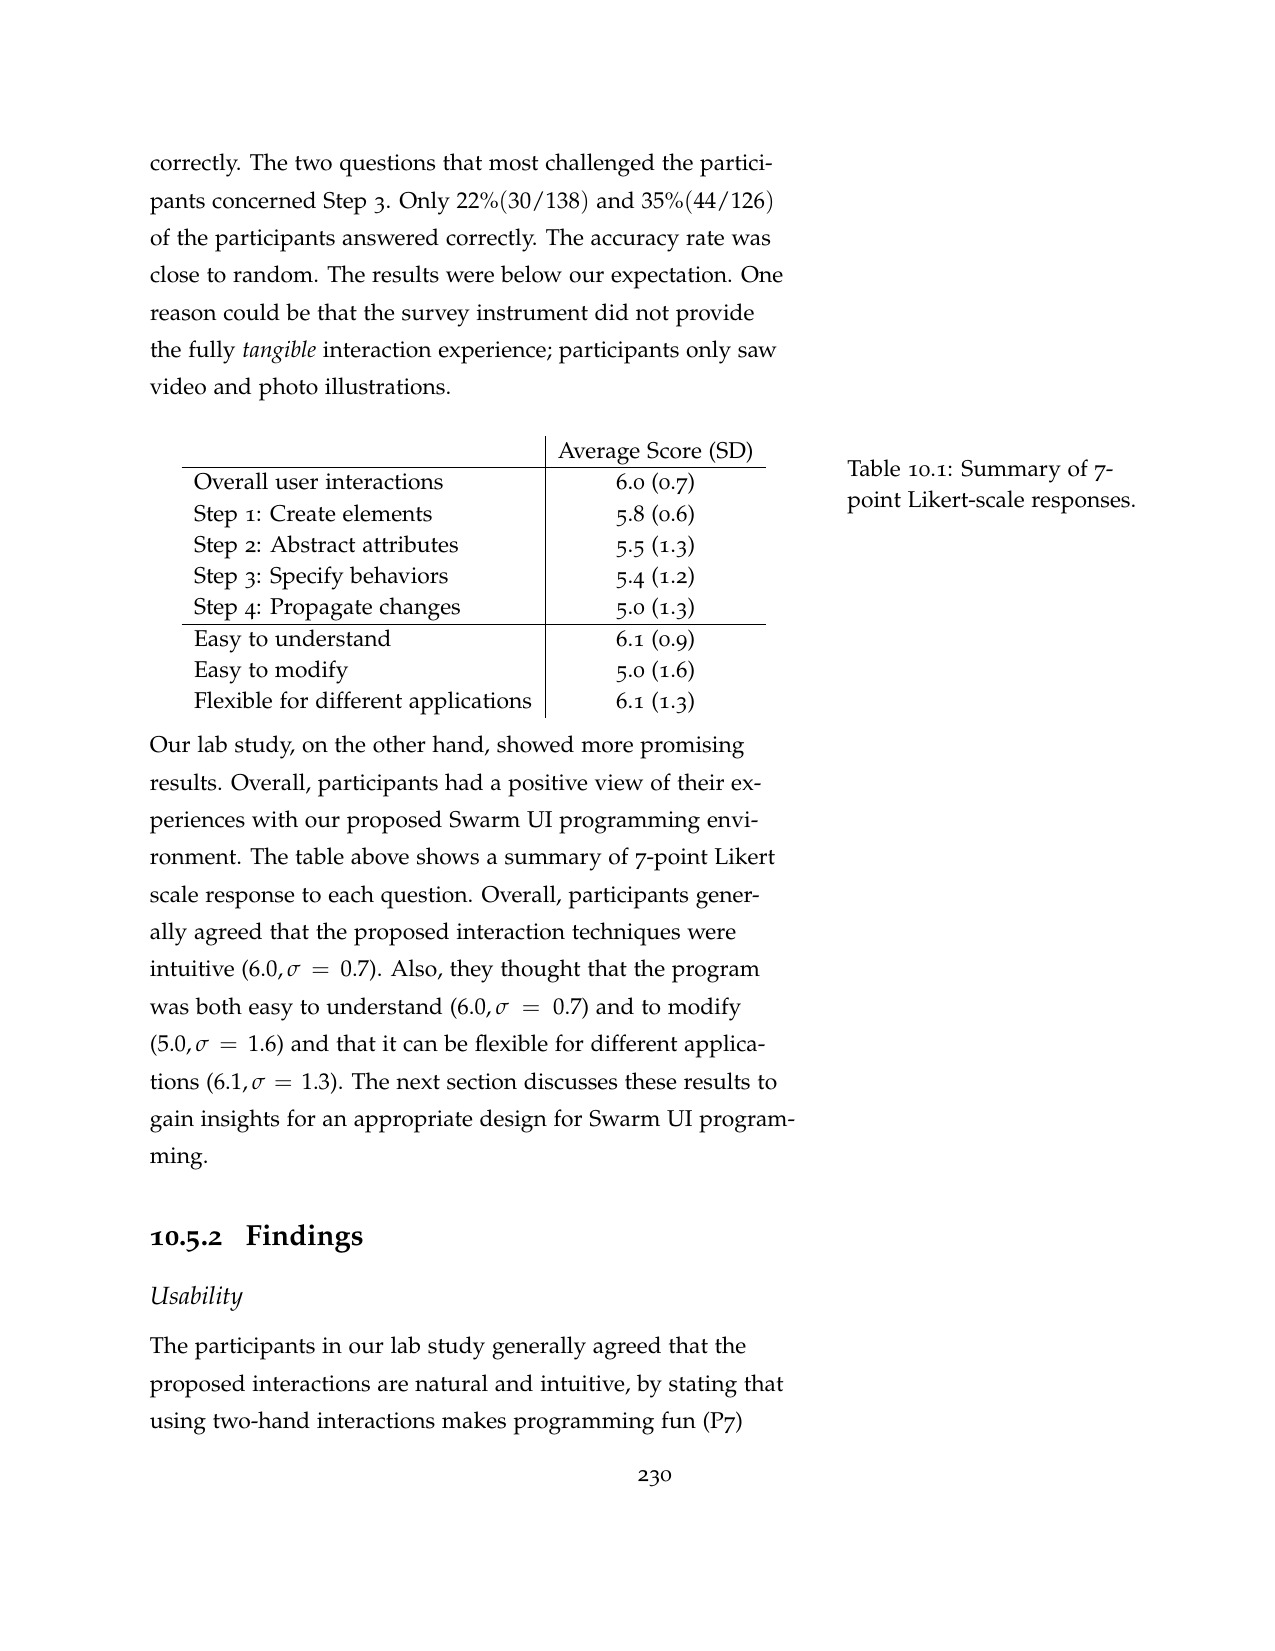 correctly. The two questions that most challenged the partici-
pants concerned Step 3. Only 22%(30/138) and 35%(44/126)
of the participants answered correctly. The accuracy rate was
close to random. The results were below our expectation. One
reason could be that the survey instrument did not provide
the fully tangible interaction experience; participants only saw
video and photo illustrations.
Average Score (SD)
Overall user interactions 6.0 (0.7)
Step 1: Create elements 5.8 (0.6)
Step 2: Abstract attributes 5.5 (1.3)
Step 3: Specify behaviors 5.4 (1.2)
Step 4: Propagate changes 5.0 (1.3)
Easy to understand 6.1 (0.9)
Easy to modify 5.0 (1.6)
Flexible for different applications 6.1 (1.3)
Table 10.1: Summary of 7-
point Likert-scale responses.
Our lab study, on the other hand, showed more promising
results. Overall, participants had a positive view of their ex-
periences with our proposed Swarm UI programming envi-
ronment. The table above shows a summary of 7-point Likert
scale response to each question. Overall, participants gener-
ally agreed that the proposed interaction techniques were
intuitive (6.0, σ = 0.7). Also, they thought that the program
was both easy to understand (6.0, σ = 0.7) and to modify
(5.0, σ = 1.6) and that it can be flexible for different applica-
tions (6.1, σ = 1.3). The next section discusses these results to
gain insights for an appropriate design for Swarm UI program-
ming.
10.5.2 Findings
Usability
The participants in our lab study generally agreed that the
proposed interactions are natural and intuitive, by stating that
using two-hand interactions makes programming fun (P7)
230